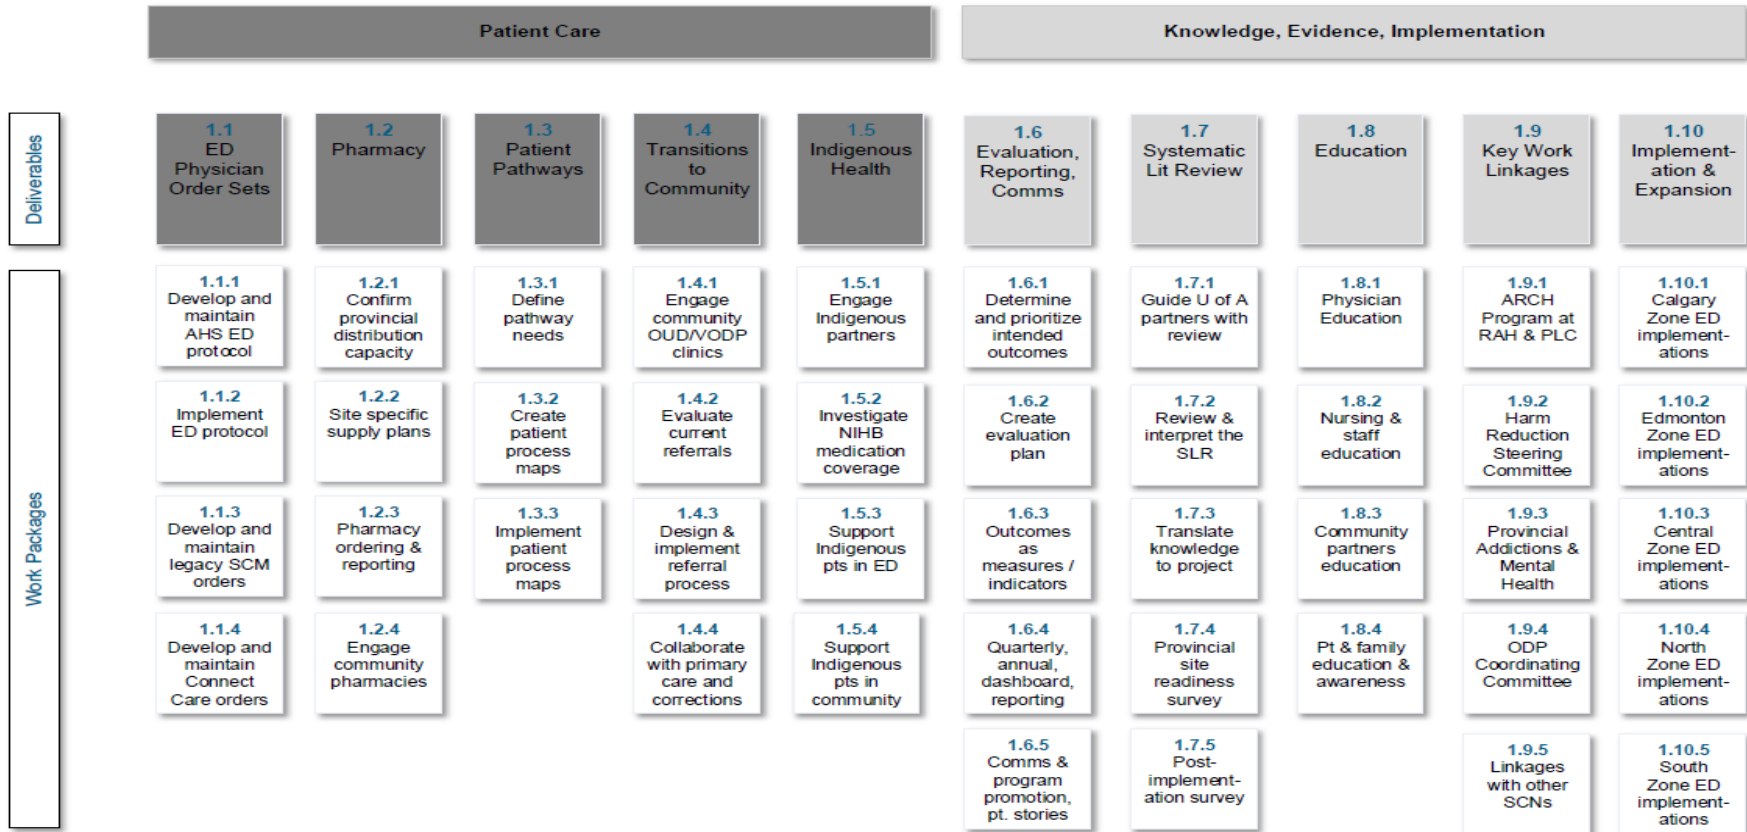 Patient Care
Knowledge, Evidence, Implementation
Deliverables
1.1
ED
Physician
Order Sets
1.2
Pharmacy
1.3
Patient
Pathways
1.4
Transitions
to
Community
1.5
Indigenous
Health
1.6
Evaluation,
Reporting,
Comms
1.7
Systematic
Lit Review
1.8
Education
1.9
Key Work
Linkages
1.10
Implement-
ation &
Expansion
Work Packages
1.1.1
Develop and
maintain
AHS ED
protocol
1.2.1
Confirm
provincial
distribution
capacity
1.3.1
Define
pathway
needs
1.4.1
Engage
community
OUD/VODP
clinics
1.5.1
Engage
Indigenous
partners
1.6.1
Determine
and prioritize
intended
outcomes
1.7.1
Guide U of A
partners with
review
1.8.1
Physician
Education
1.9.1
ARCH
Program at
RAH & PLC
1.10.1
Calgary
Zone ED
implement-
ations
1.1.2
Implement
ED protocol
1.2.2
Site specific
supply plans
1.3.2
Create
patient
process
maps
1.4.2
Evaluate
current
referrals
1.5.2
Investigate
NIHB
medication
coverage
1.6.2
Create
evaluation
plan
1.7.2
Review &
interpret the
SLR
1.8.2
Nursing &
staff
education
1.9.2
Harm
Reduction
Steering
Committee
1.10.2
Edmonton
Zone ED
implement-
ations
1.1.3
Develop and
maintain
legacy SCM
orders
1.2.3
Pharmacy
ordering &
reporting
1.3.3
Implement
patient
process
maps
1.4.3
Design &
implement
referral
process
1.5.3
Support
Indigenous
pts in ED
1.6.3
Outcomes
as
measures /
indicators
1.7.3
Translate
knowledge
to project
1.8.3
Community
partners
education
1.9.3
Provincial
Addictions &
Mental
Health
1.10.3
Central
Zone ED
implement-
ations
1.1.4
Develop and
maintain
Connect
Care orders
1.2.4
Engage
community
pharmacies
1.4.4
Collaborate
with primary
care and
corrections
1.5.4
Support
Indigenous
pts in
community
1.6.4
Quarterly,
annual,
dashboard,
reporting
1.7.4
Provincial
site
readiness
survey
1.8.4
Pt & family
education &
awareness
1.9.4
ODP
Coordinating
Committee
1.10.4
North
Zone ED
implement-
ations
1.6.5
Comms &
program
promotion,
pt. stories
1.7.5
Post-
implement-
ation survey
1.9.5
Linkages
with other
SCNs
1.10.5
South
Zone ED
implement-
ations